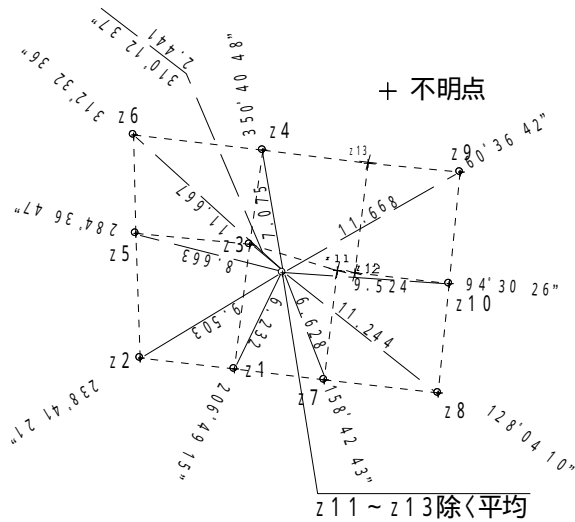 310°12'37"
2.441
312°32'36"
350°40'48"
+ 不明点
z6
z4
z13
z9
60°36'42"
11.667
7.075
11.668
284°36'47"
z5
z3
8.663
z11
z12
9.524
94°30'26"
z10
9.503
6.232
6.628
11.244
z2
z1
z7
z8
238°41'21"
206°49'15"
158°42'43"
128°04'10"
z11~z13除く平均